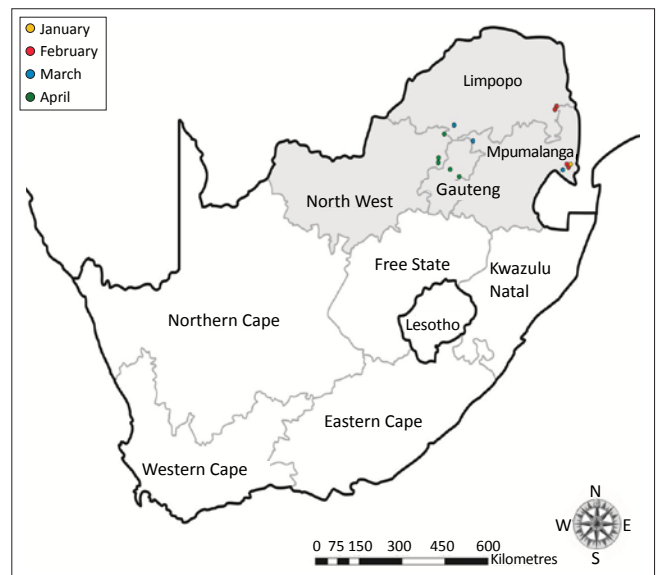 January
February
March
April
Limpopo
Mpumalanga
North West
Gauteng
Free State
Kwazulu
Natal
Northern Cape
Lesotho
Eastern Cape
Western Cape
N
W E
S
0 75 150 300 450 600
Kilometres